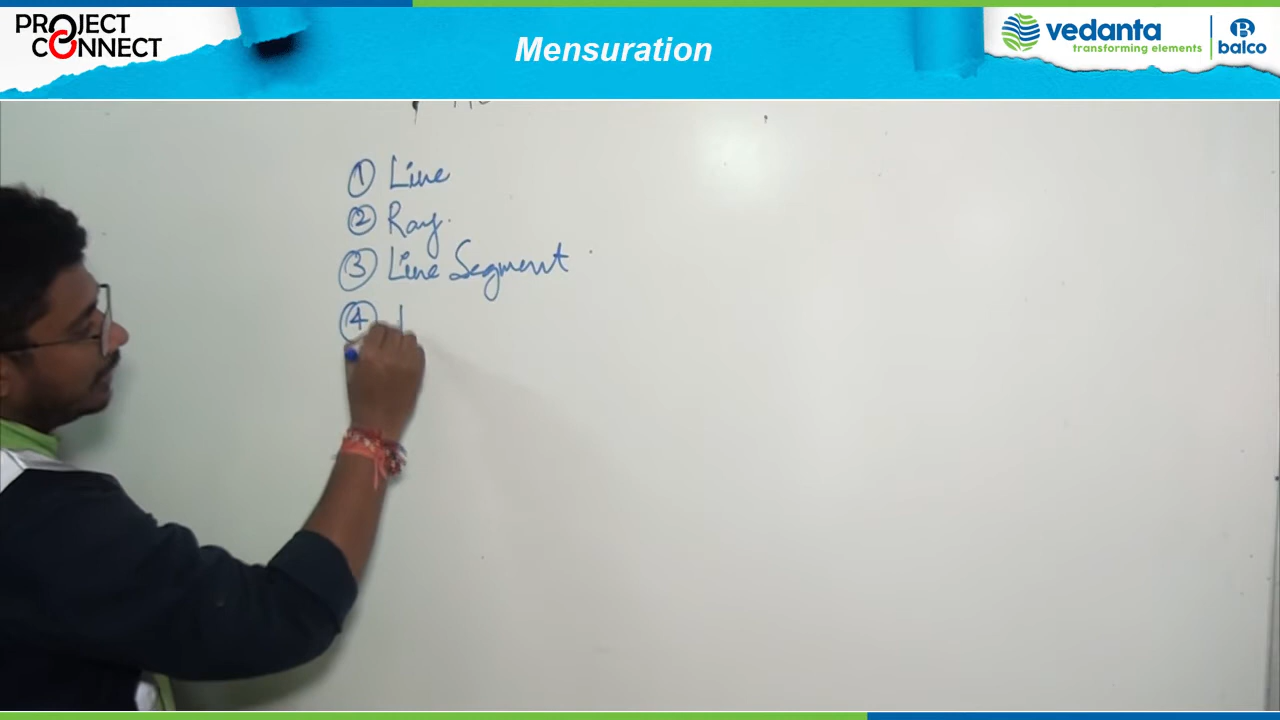 PROJECT CONNECT
Mensuration
vedanta
transforming elements
balco
① Line
② Ray.
③ Line Segment
④